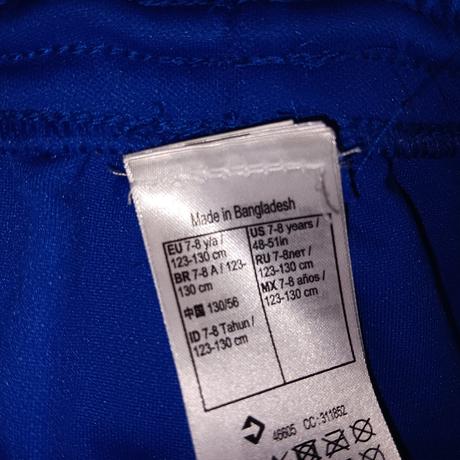 Made in Bangladesh
EU 7-8 y/a /
123-130 cm
BR 7-8 A / 123-
130 cm
中国 130/56
ID 7-8 Tahun /
123-130 cm
US 7-8 years /
48-51in
RU 7-8лет /
123-130 cm
MX 7-8 años /
123-130 cm
46605 CC:311852